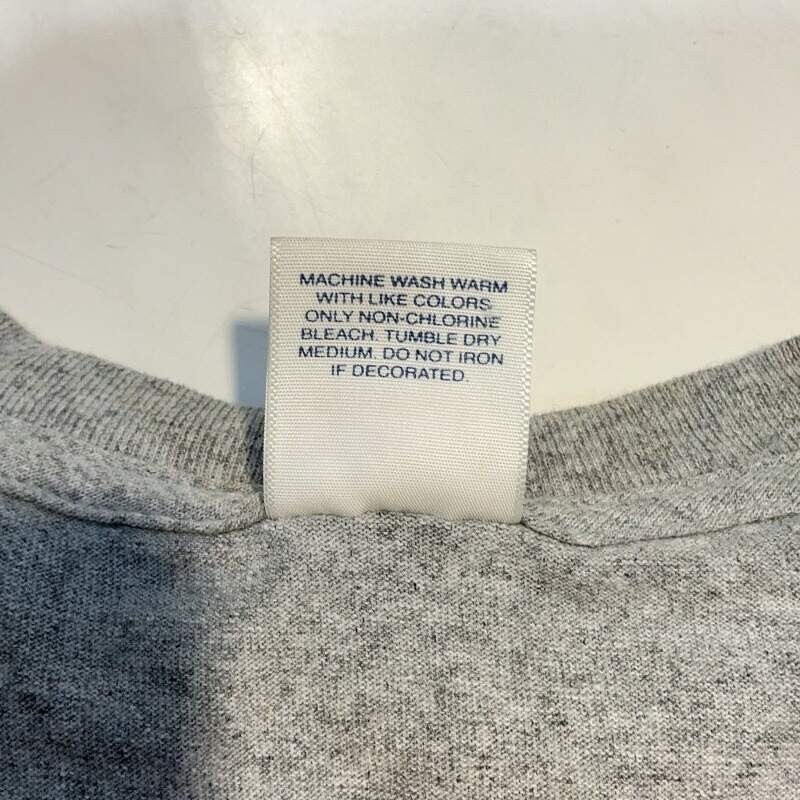 MACHINE WASH WARM
WITH LIKE COLORS
ONLY NON-CHLORINE
BLEACH. TUMBLE DRY
MEDIUM. DO NOT IRON
IF DECORATED.